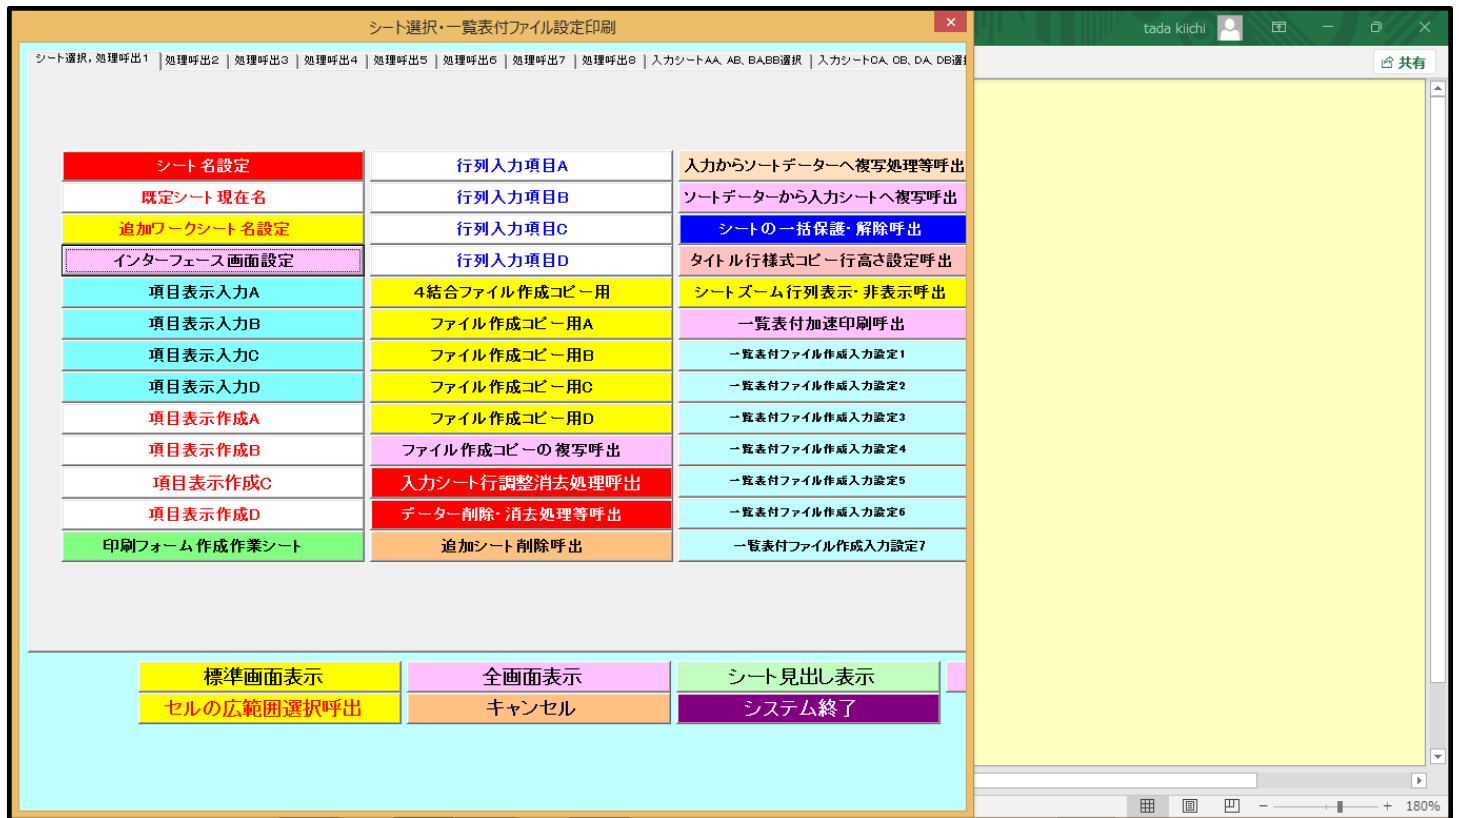 シート選択・一覧表付ファイル設定印刷
tada kiichi
シート選択，処理呼出1 処理呼出2 処理呼出3 処理呼出4 処理呼出5 処理呼出6 処理呼出7 処理呼出8 入力シートAA, AB, BA,BB選択 入力シートCA, CB, DA, DB選
共有
シート名設定
既定シート現在名
追加ワークシート名設定
インターフェース画面設定
項目表示入力A
項目表示入力B
項目表示入力C
項目表示入力D
項目表示作成A
項目表示作成B
項目表示作成C
項目表示作成D
印刷フォーム作成作業シート
行列入力項目A
行列入力項目B
行列入力項目C
行列入力項目D
4結合ファイル作成コピー用
ファイル作成コピー用A
ファイル作成コピー用B
ファイル作成コピー用C
ファイル作成コピー用D
ファイル作成コピーの複写呼出
入力シート行調整消去処理呼出
データー削除・消去処理等呼出
追加シート削除呼出
入力からソートデーターへ複写処理等呼出
ソートデーターから入力シートへ複写呼出
シートの一括保護・解除呼出
タイトル行様式コピー行高さ設定呼出
シートズーム行列表示・非表示呼出
一覧表付加速印刷呼出
一覧表付ファイル作成入力設定1
一覧表付ファイル作成入力設定2
一覧表付ファイル作成入力設定3
一覧表付ファイル作成入力設定4
一覧表付ファイル作成入力設定5
一覧表付ファイル作成入力設定6
一覧表付ファイル作成入力設定7
標準画面表示
全画面表示
シート見出し表示
セルの広範囲選択呼出
キャンセル
システム終了
180%